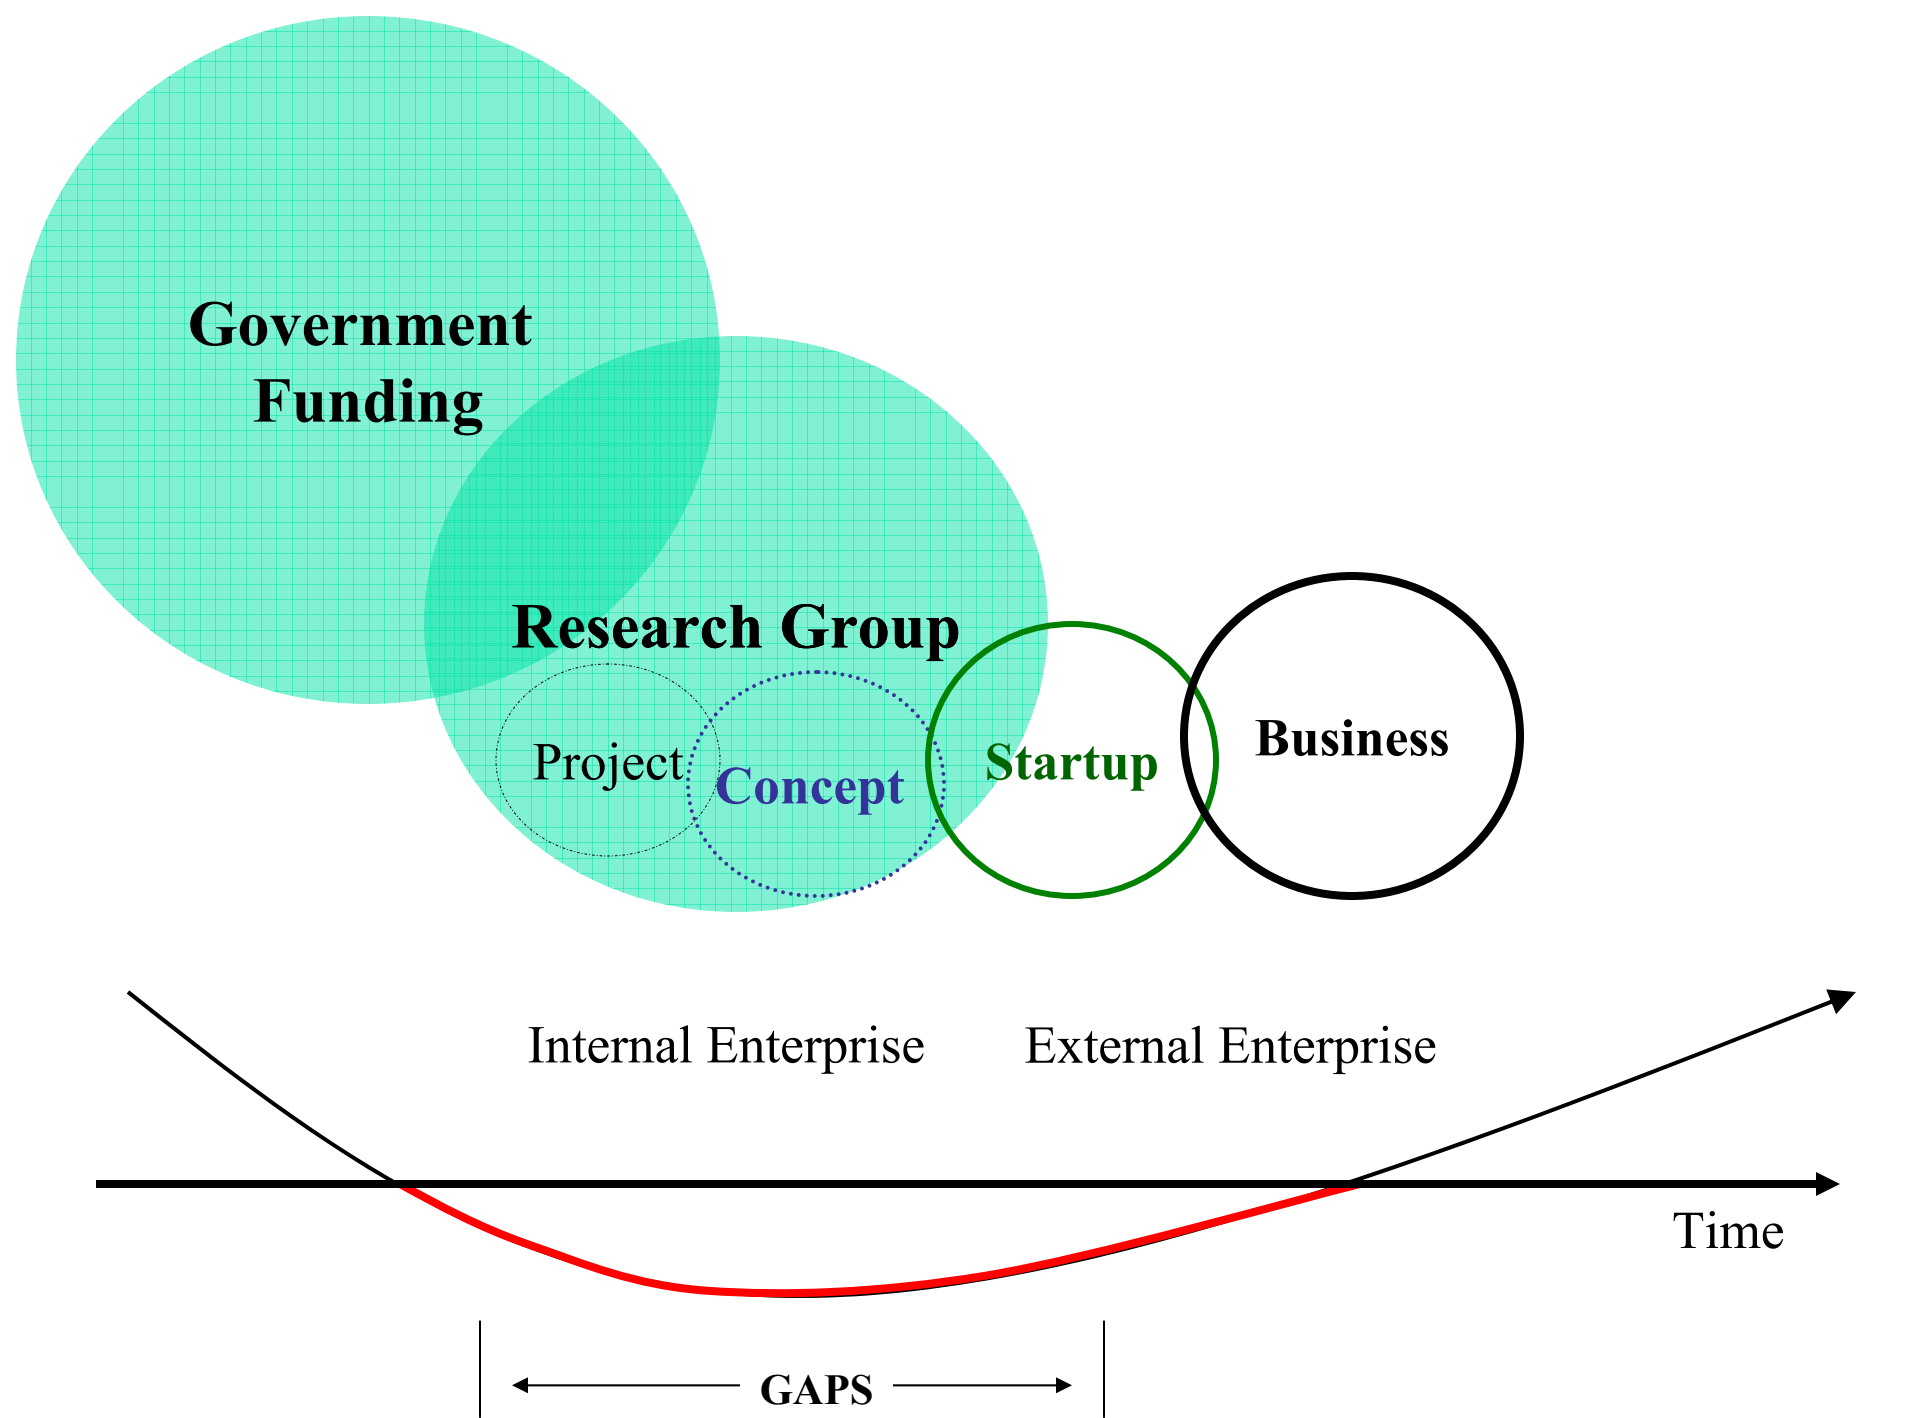 Government
Funding
Research Group
Project
Concept
Startup
Business
Internal Enterprise
External Enterprise
Time
GAPS